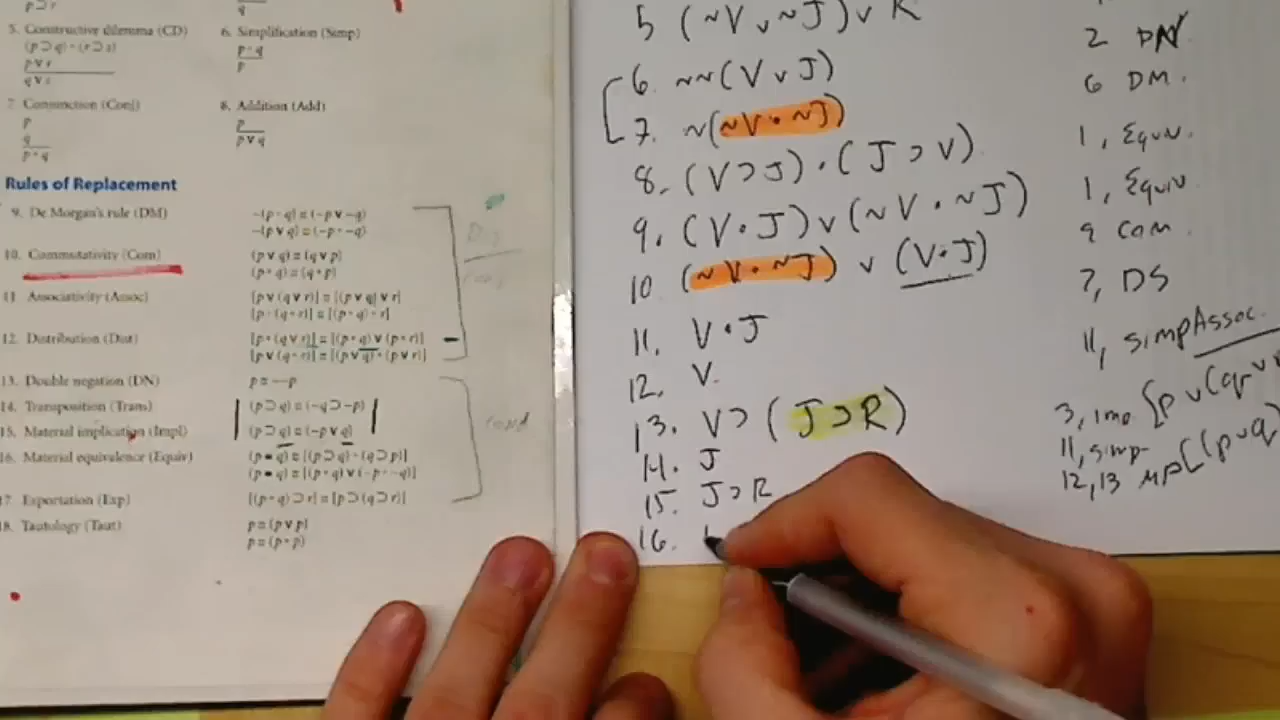 p ⊃ r
q
5. Constructive dilemma (CD)
(p ⊃ q) • (r ⊃ s)
p v r
q v s
6. Simplification (Simp)
p • q
p
7. Conjunction (Conj)
p
q
p • q
8. Addition (Add)
p
p v q
Rules of Replacement
9. De Morgan's rule (DM)
~(p • q) ≡ (~p v ~q)
~(p v q) ≡ (~p • ~q)
10. Commutativity (Com)
(p v q) ≡ (q v p)
(p • q) ≡ (q • p)
11. Associativity (Assoc)
[p v (q v r)] ≡ [(p v q) v r]
[p • (q • r)] ≡ [(p • q) • r]
12. Distribution (Dist)
[p • (q v r)] ≡ [(p • q) v (p • r)]
[p v (q • r)] ≡ [(p v q) • (p v r)]
13. Double negation (DN)
p ≡ ~~p
14. Transposition (Trans)
(p ⊃ q) ≡ (~q ⊃ ~p)
15. Material implication (Impl)
(p ⊃ q) ≡ (~p v q)
16. Material equivalence (Equiv)
(p ≡ q) ≡ [(p ⊃ q) • (q ⊃ p)]
(p ≡ q) ≡ [(p • q) v (~p • ~q)]
17. Exportation (Exp)
[(p • q) ⊃ r] ≡ [p ⊃ (q ⊃ r)]
18. Tautology (Taut)
p ≡ (p v p)
p ≡ (p • p)
cond
5 (~V v ~J) v R
6. ~~(V v J) 2 DN
7. ~(~V • ~J) 6 DM.
8. (V ⊃ J) • (J ⊃ V) 1, Equiv.
9. (V • J) v (~V • ~J) 1, Equiv
10 (~V • ~J) v (V • J) 9 Com.
11. V • J 7, DS
12. V 11, simp Assoc.
13. V ⊃ (J ⊃ R) 3, imp [p v (q v
14. J 11, simp
15. J ⊃ R 12, 13 MP [(p v q)
16.